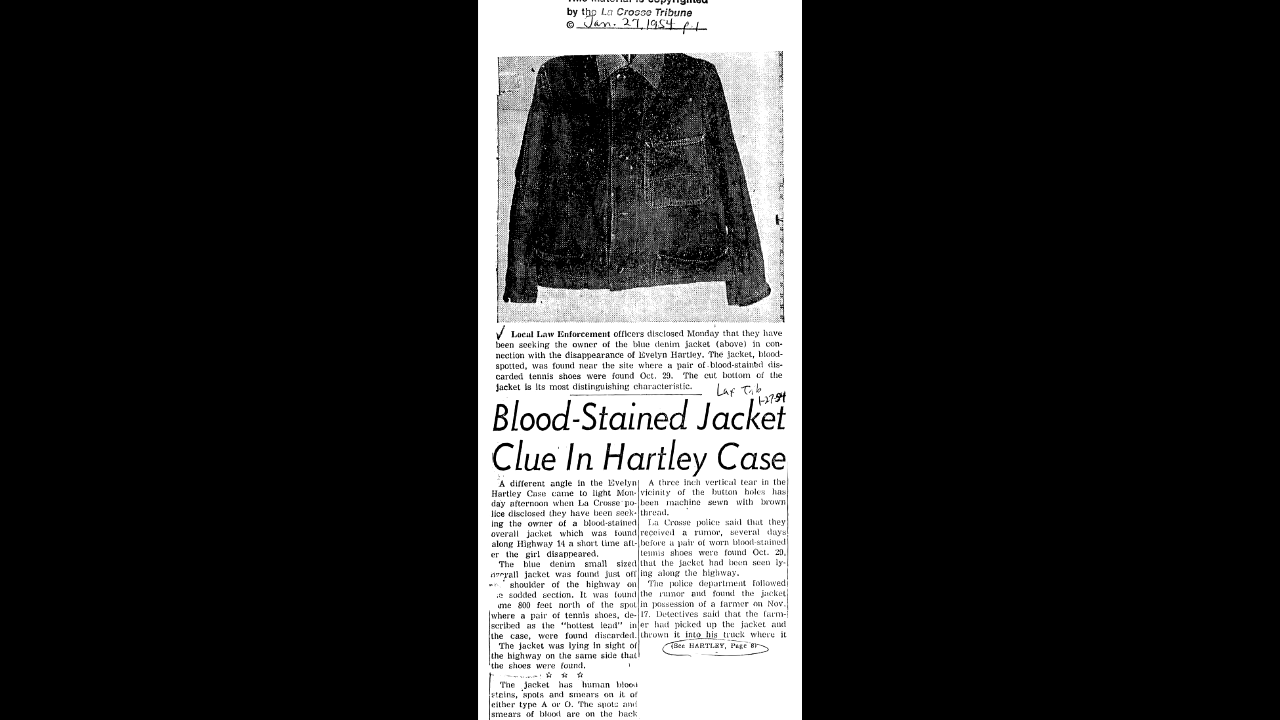 This material is copyrighted
by the La Crosse Tribune
© Jan. 27, 1954 p 1
✓ Local Law Enforcement officers disclosed Monday that they have
been seeking the owner of the blue denim jacket (above) in con-
nection with the disappearance of Evelyn Hartley. The jacket, blood-
spotted, was found near the site where a pair of blood-stained dis-
carded tennis shoes were found Oct. 29. The cut bottom of the
jacket is its most distinguishing characteristic.
Lax Trib
1-27-54
Blood-Stained Jacket
Clue In Hartley Case
A different angle in the Evelyn
Hartley Case came to light Mon-
day afternoon when La Crosse po-
lice disclosed they have been seek-
ing the owner of a blood-stained
overall jacket which was found
along Highway 14 a short time aft-
er the girl disappeared.
The blue denim small sized
overall jacket was found just off
shoulder of the highway on
sodded section. It was found
800 feet north of the spot
where a pair of tennis shoes, de-
scribed as the "hottest lead" in
the case, were found discarded.
The jacket was lying in sight of
the highway on the same side that
the shoes were found.
☆ ☆ ☆
The jacket has human blood
steins, spots and smears on it of
either type A or O. The spots and
smears of blood are on the back
A three inch vertical tear in the
vicinity of the button holes has
been machine sewn with brown
thread.
La Crosse police said that they
received a rumor, several days
before a pair of worn blood-stained
tennis shoes were found Oct. 29,
that the jacket had been seen ly-
ing along the highway.
The police department followed
the rumor and found the jacket
in possession of a farmer on Nov.
17. Detectives said that the farm-
er had picked up the jacket and
thrown it into his truck where it
(See HARTLEY, Page 8)